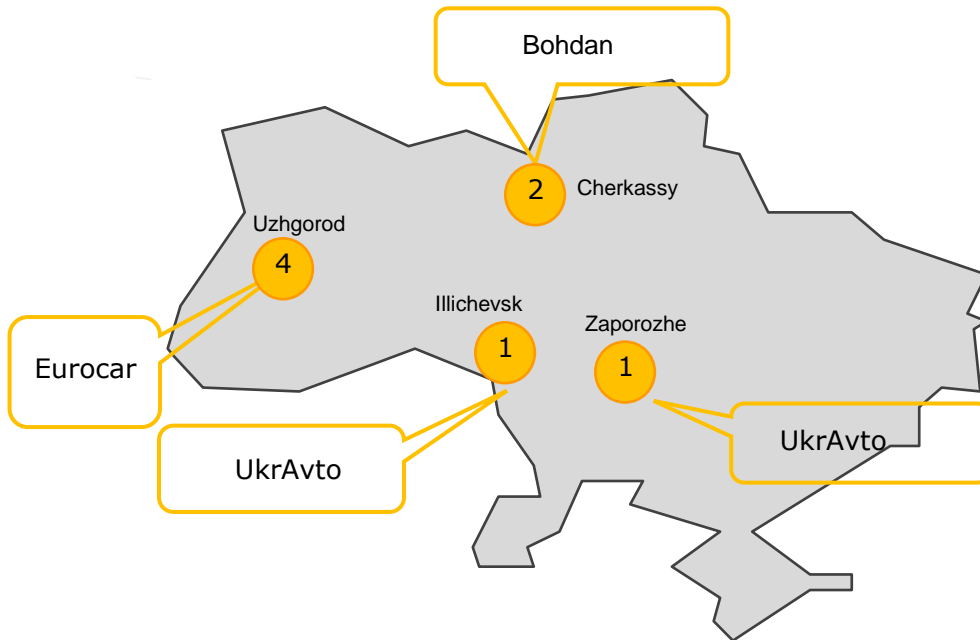 Bohdan
2
Cherkassy
Uzhgorod
4
Illichevsk
1
Zaporozhe
1
Eurocar
UkrAvto
UkrAvto